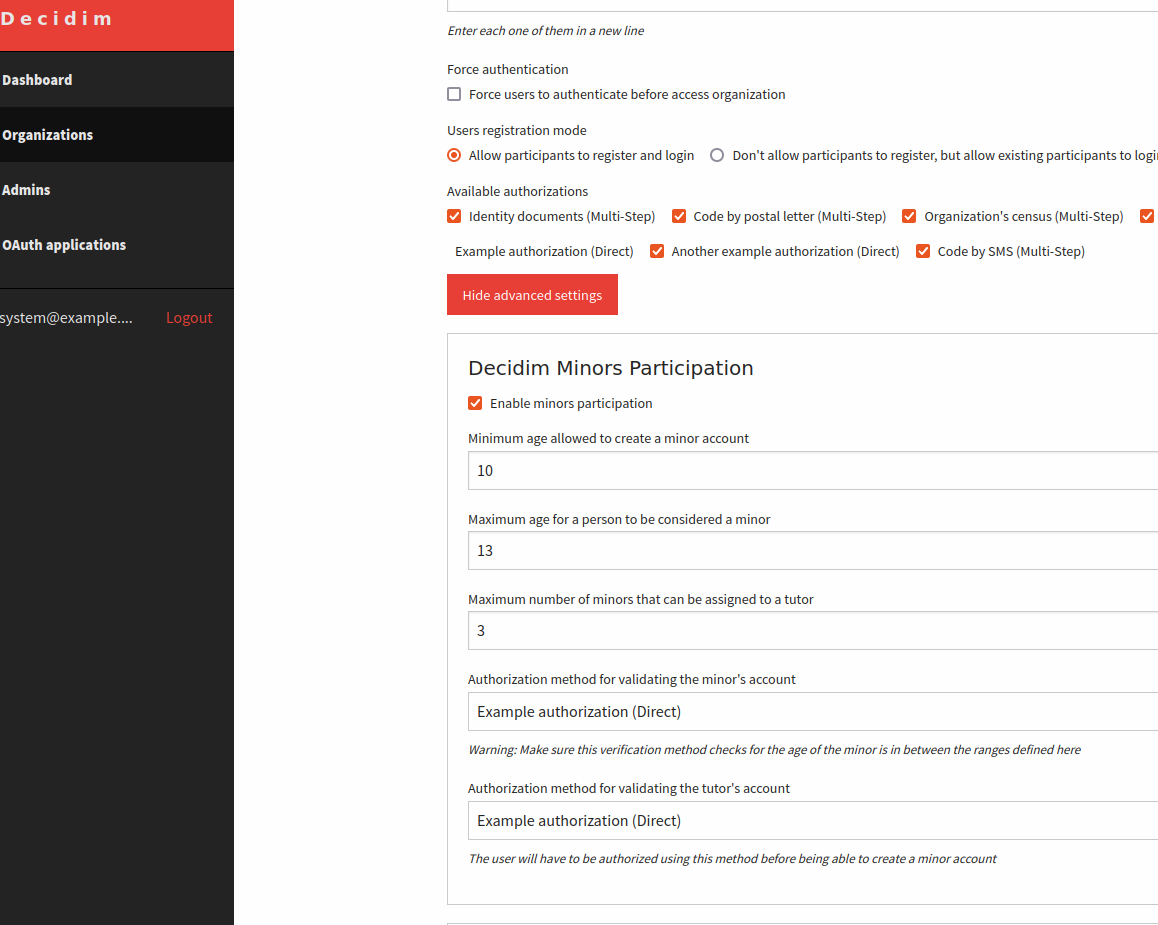 Decidim
Dashboard
Organizations
Admins
OAuth applications
system@example.... Logout
Enter each one of them in a new line
Force authentication
Force users to authenticate before access organization
Users registration mode
Allow participants to register and login Don't allow participants to register, but allow existing participants to
Available authorizations
Identity documents (Multi-Step) Code by postal letter (Multi-Step) Organization's census (Multi-Step)
Example authorization (Direct) Another example authorization (Direct) Code by SMS (Multi-Step)
Hide advanced settings
Decidim Minors Participation
Enable minors participation
Minimum age allowed to create a minor account
10
Maximum age for a person to be considered a minor
13
Maximum number of minors that can be assigned to a tutor
3
Authorization method for validating the minor's account
Example authorization (Direct)
Warning: Make sure this verification method checks for the age of the minor is in between the ranges defined here
Authorization method for validating the tutor's account
Example authorization (Direct)
The user will have to be authorized using this method before being able to create a minor account